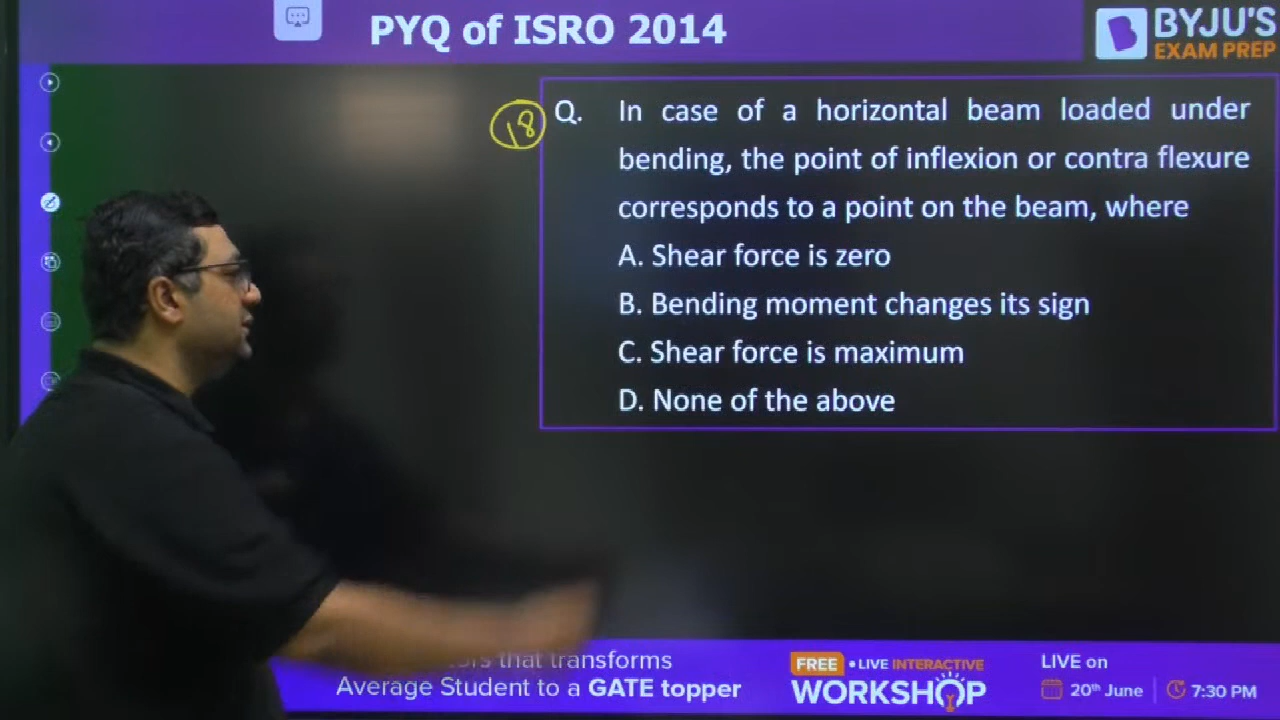 PYQ of ISRO 2014
BYJU'S
EXAM PREP
18
Q. In case of a horizontal beam loaded under
bending, the point of inflexion or contra flexure
corresponds to a point on the beam, where
A. Shear force is zero
B. Bending moment changes its sign
C. Shear force is maximum
D. None of the above
that transforms
Average Student to a GATE topper
FREE • LIVE INTERACTIVE
WORKSHOP
LIVE on
20th June | 7:30 PM